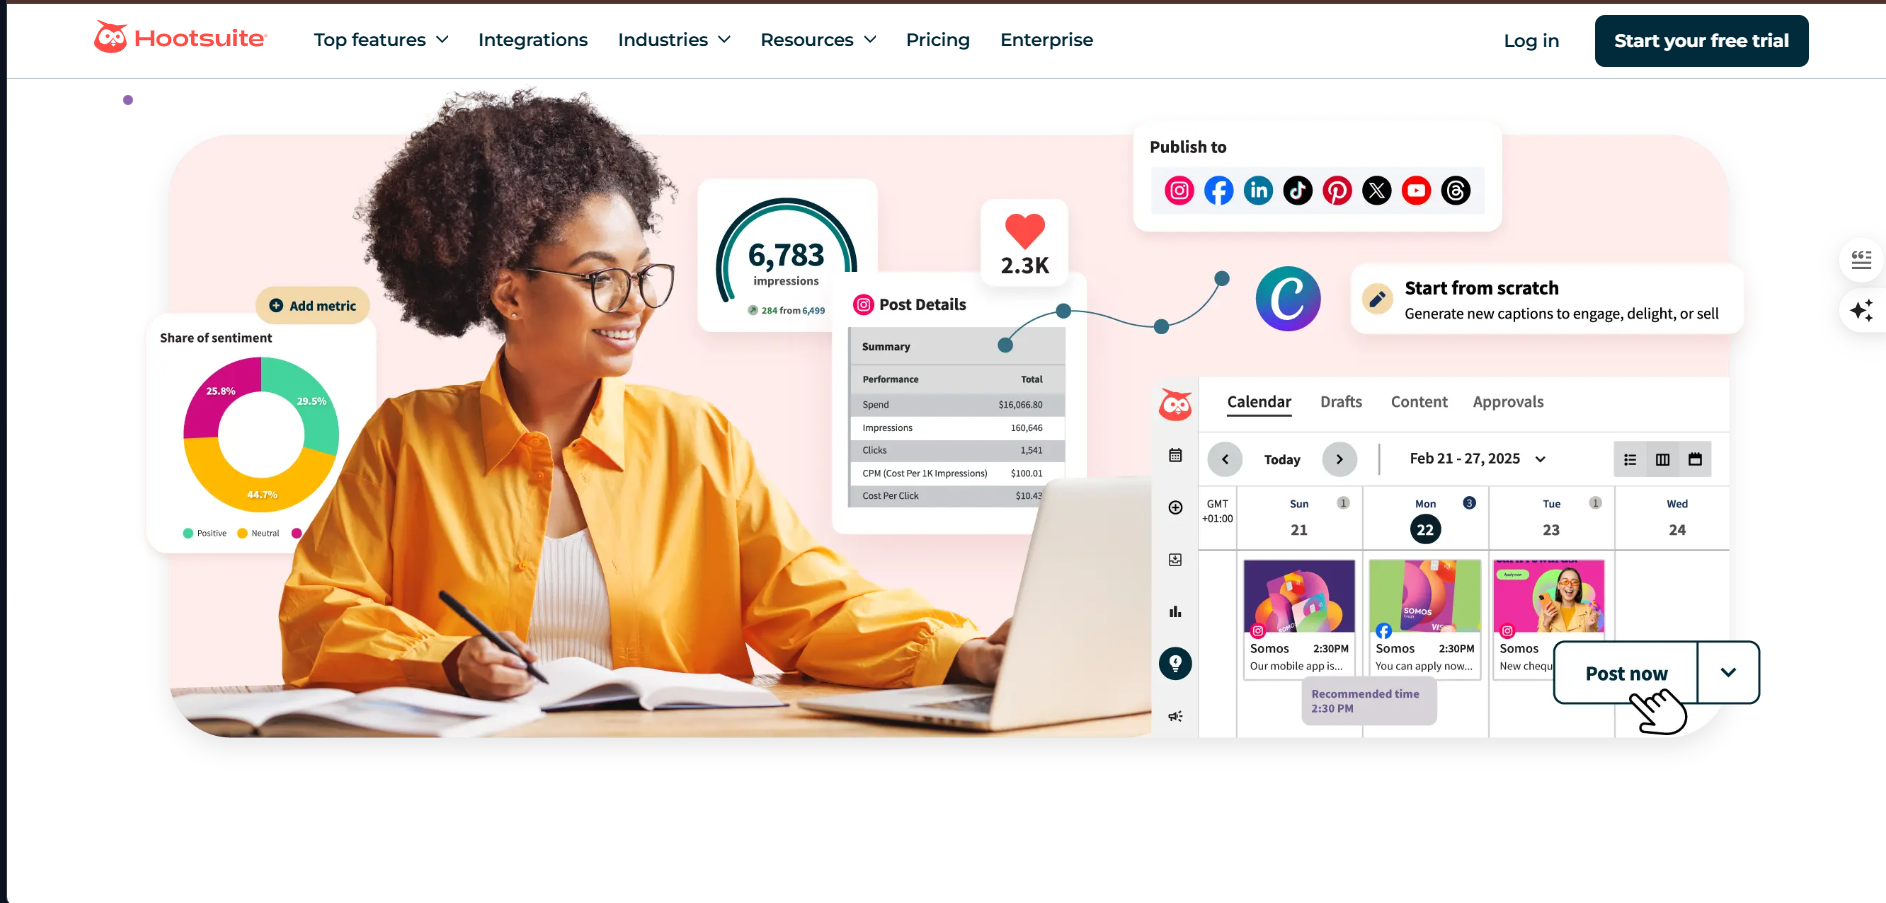 Hootsuite
Top features
Integrations
Industries
Resources
Pricing
Enterprise
Log in
Start your free trial
Publish to
6,783
impressions
284 from 6,499
2.3K
Start from scratch
Generate new captions to engage, delight, or sell
Add metric
Share of sentiment
25.8%
29.5%
44.7%
Positive
Neutral
Post Details
Summary
Performance Total
Spend $16,066.80
Impressions 160,646
Clicks 1,541
CPM (Cost Per 1K Impressions) $100.01
Cost Per Click $10.43
Calendar
Drafts
Content
Approvals
Today
Feb 21 - 27, 2025
GMT
+01:00
Sun 1
21
Mon 3
22
Tue 1
23
Wed
24
SOMOS
VISA
Apply now
Somos 2:30PM
Our mobile app is...
Somos 2:30PM
You can apply now...
Somos
New chequ
Recommended time
2:30 PM
Post now